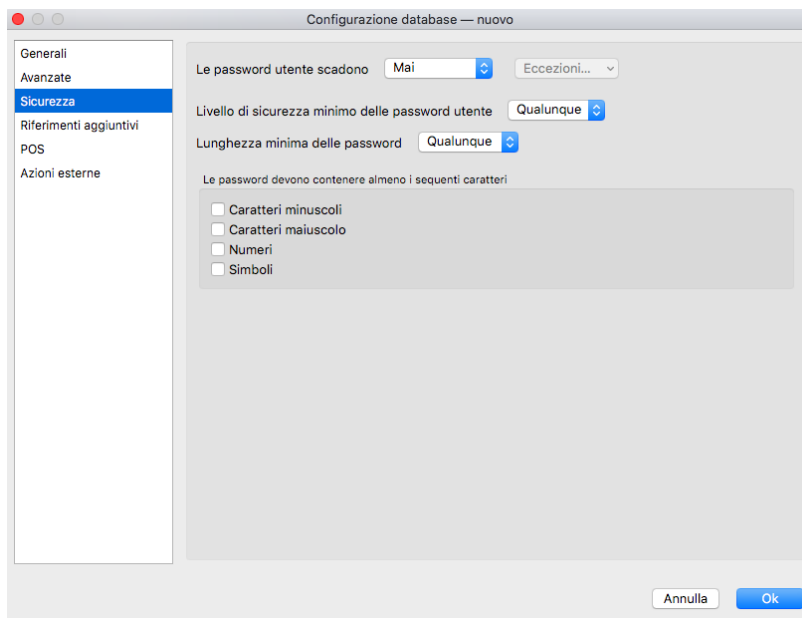 Configurazione database — nuovo
Generali
Avanzate
Sicurezza
Riferimenti aggiuntivi
POS
Azioni esterne
Le password utente scadono Mai Eccezioni...
Livello di sicurezza minimo delle password utente Qualunque
Lunghezza minima delle password Qualunque
Le password devono contenere almeno i sequenti caratteri
Caratteri minuscoli
Caratteri maiuscolo
Numeri
Simboli
Annulla Ok